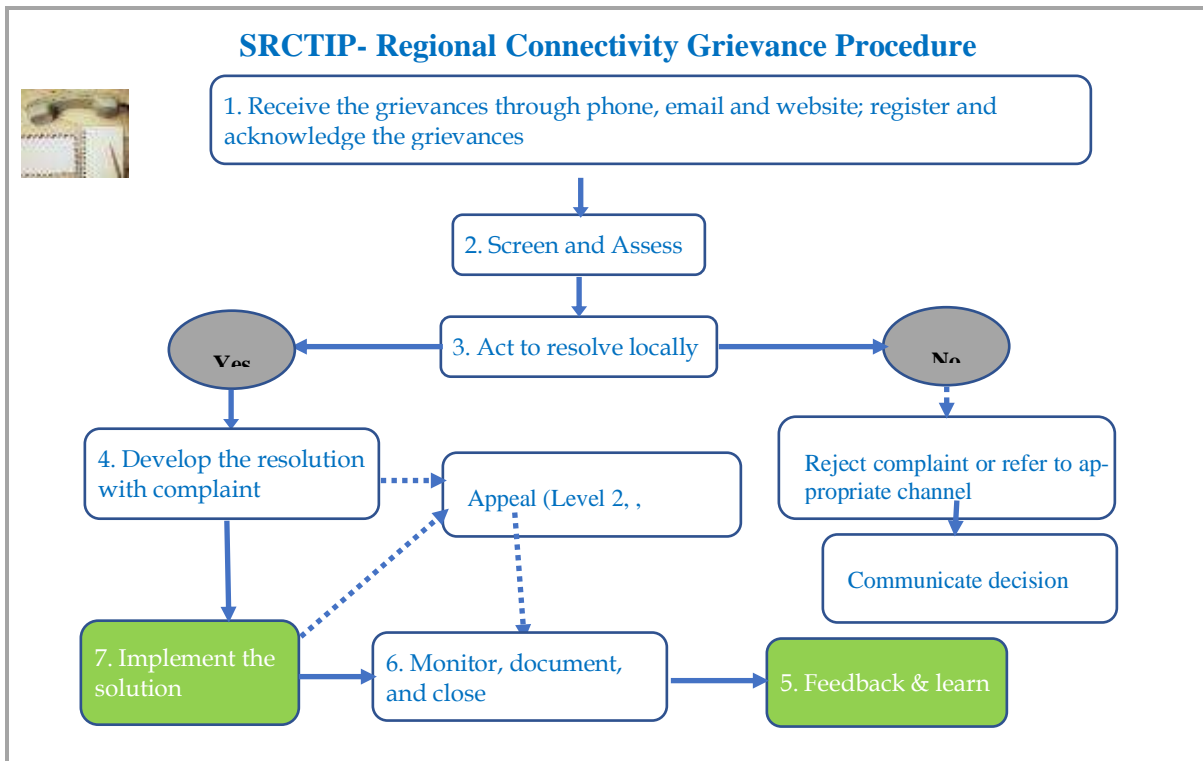 SRCTIP- Regional Connectivity Grievance Procedure
1. Receive the grievances through phone, email and website; register and
acknowledge the grievances
2. Screen and Assess
3. Act to resolve locally
Yes
No
4. Develop the resolution
with complaint
Appeal (Level 2, ,
Reject complaint or refer to ap-
propriate channel
Communicate decision
7. Implement the
solution
6. Monitor, document,
and close
5. Feedback & learn